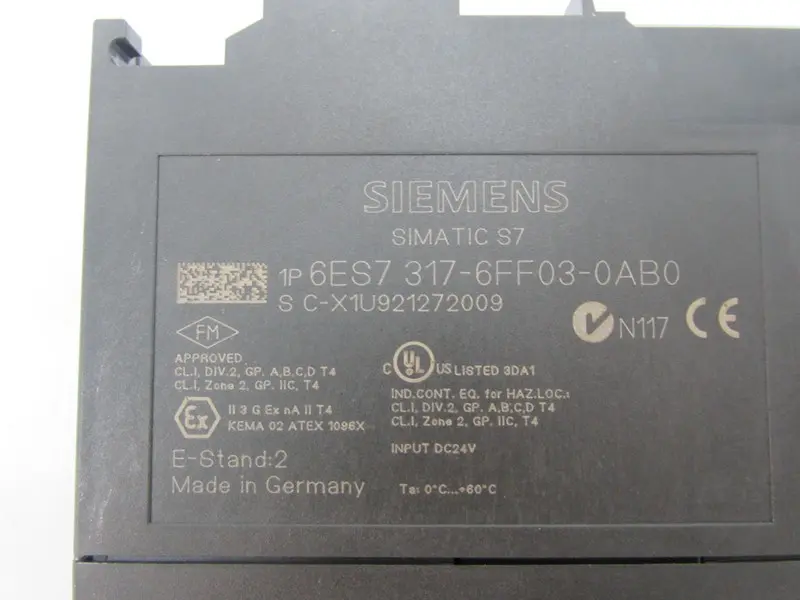 SIEMENS
SIMATIC S7
1P 6ES7 317-6FF03-0AB0
S C-X1U921272009
N117 CE
FM
APPROVED
CL.I, DIV.2, GP. A,B,C,D T4
CL.I, Zone 2, GP. IIC, T4
C UL US LISTED 3DA1
IND.CONT. EQ. for HAZ.LOC.:
CL.I, DIV.2, GP. A,B,C,D T4
CL.I, Zone 2, GP. IIC, T4
Ex II 3 G Ex nA II T4
KEMA 02 ATEX 1096X
INPUT DC24V
E-Stand:2
Made in Germany
Ta: 0°C...+60°C